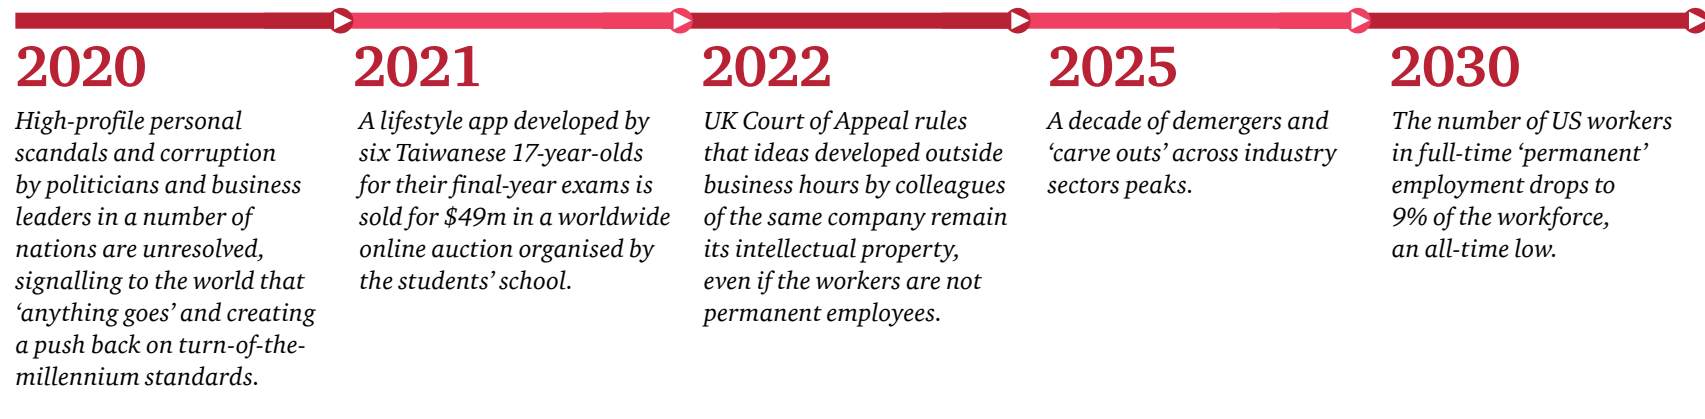 2020
High-profile personal
scandals and corruption
by politicians and business
leaders in a number of
nations are unresolved,
signalling to the world that
‘anything goes’ and creating
a push back on turn-of-the-
millennium standards.
2021
A lifestyle app developed by
six Taiwanese 17-year-olds
for their final-year exams is
sold for $49m in a worldwide
online auction organised by
the students’ school.
2022
UK Court of Appeal rules
that ideas developed outside
business hours by colleagues
of the same company remain
its intellectual property,
even if the workers are not
permanent employees.
2025
A decade of demergers and
‘carve outs’ across industry
sectors peaks.
2030
The number of US workers
in full-time ‘permanent’
employment drops to
9% of the workforce,
an all-time low.